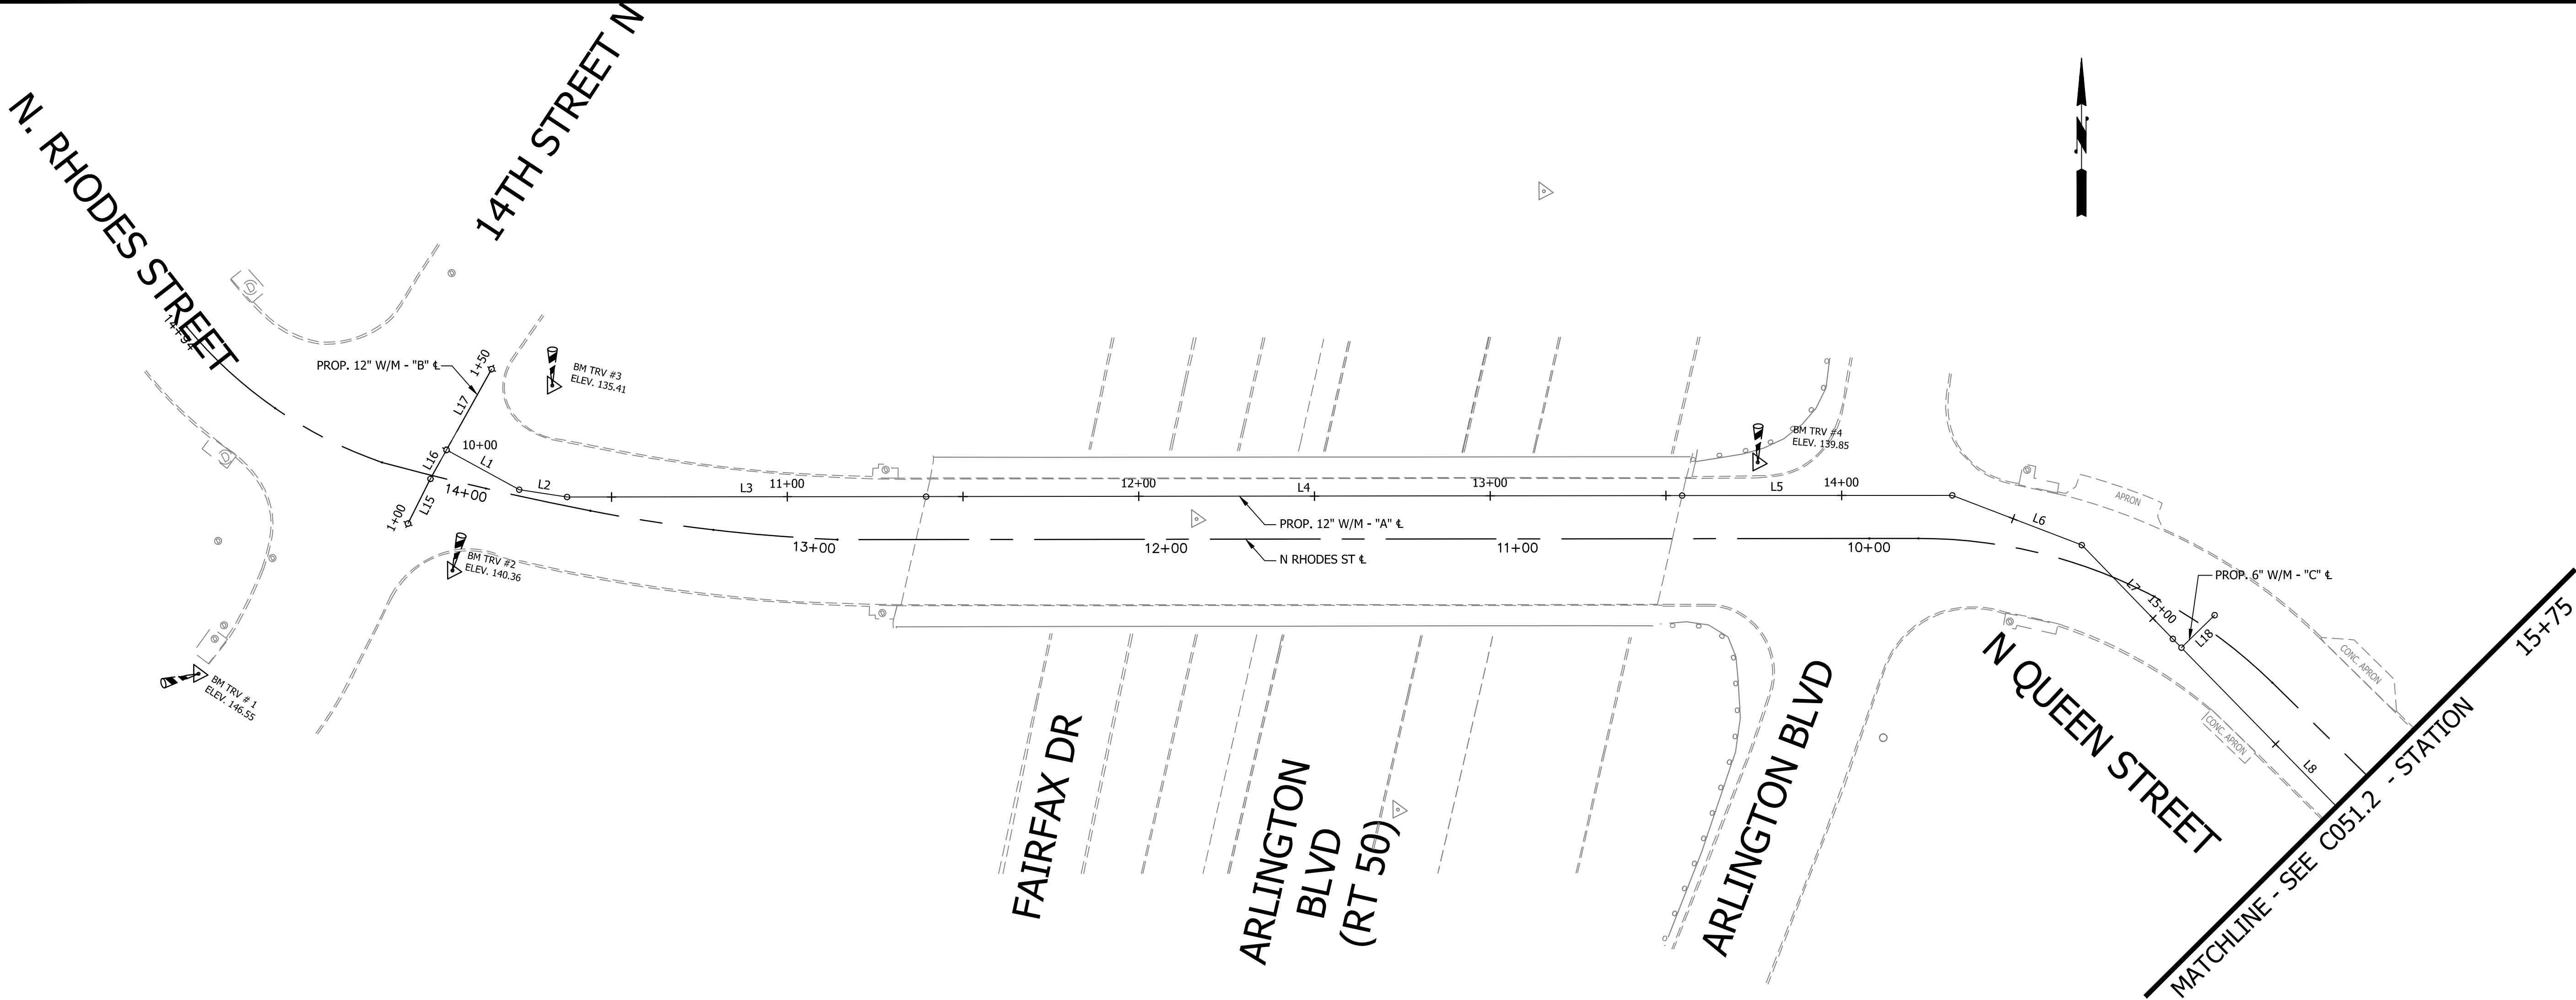 14TH STREET N
N. RHODES STREET
14+94
PROP. 12" W/M - "B" ℄
1+50
L17
BM TRV #3
ELEV. 135.41
10+00
L16
L1
L2
L3
11+00
12+00
L4
13+00
L5
14+00
BM TRV #4
ELEV. 139.85
L6
APRON
14+00
L15
1+00
PROP. 12" W/M - "A" ℄
N RHODES ST ℄
13+00
12+00
11+00
10+00
BM TRV #2
ELEV. 140.36
BM TRV # 1
ELEV. 146.55
L7
15+00
PROP. 6" W/M - "C" ℄
L18
CONC. APRON
CONC. APRON
L8
N QUEEN STREET
FAIRFAX DR
ARLINGTON
BLVD
(RT 50)
ARLINGTON BLVD
MATCHLINE - SEE C051.2 - STATION
15+75
N